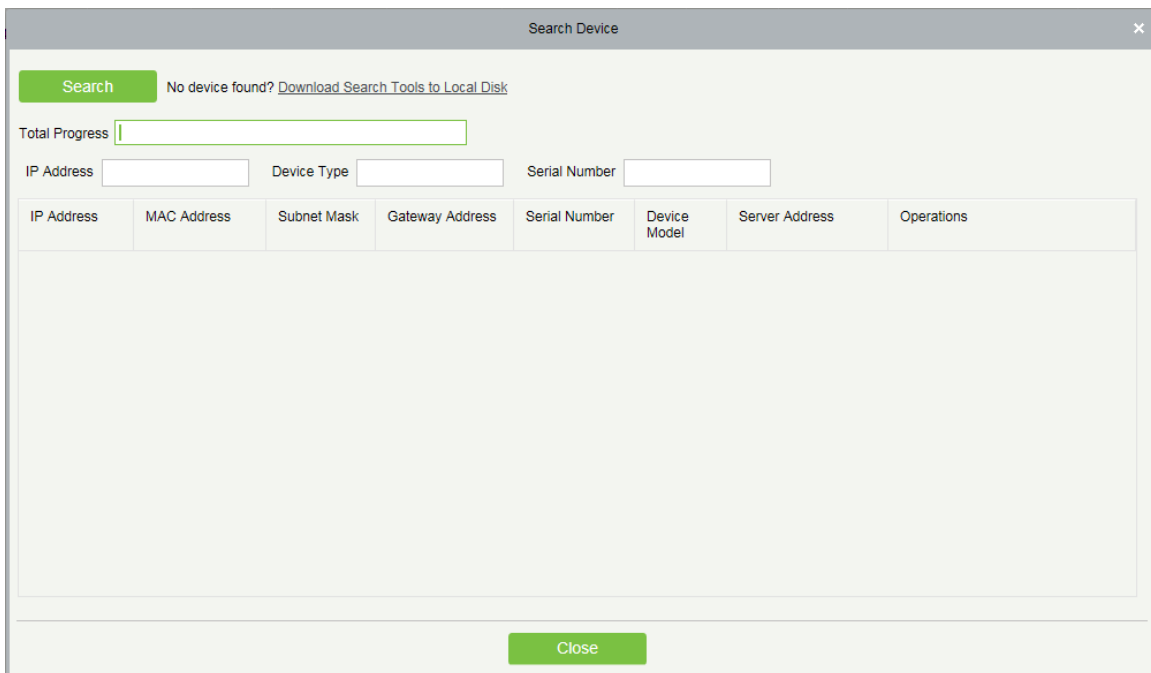 Search Device
Search No device found? Download Search Tools to Local Disk
Total Progress
IP Address Device Type Serial Number
IP Address MAC Address Subnet Mask Gateway Address Serial Number Device Model Server Address Operations
Close